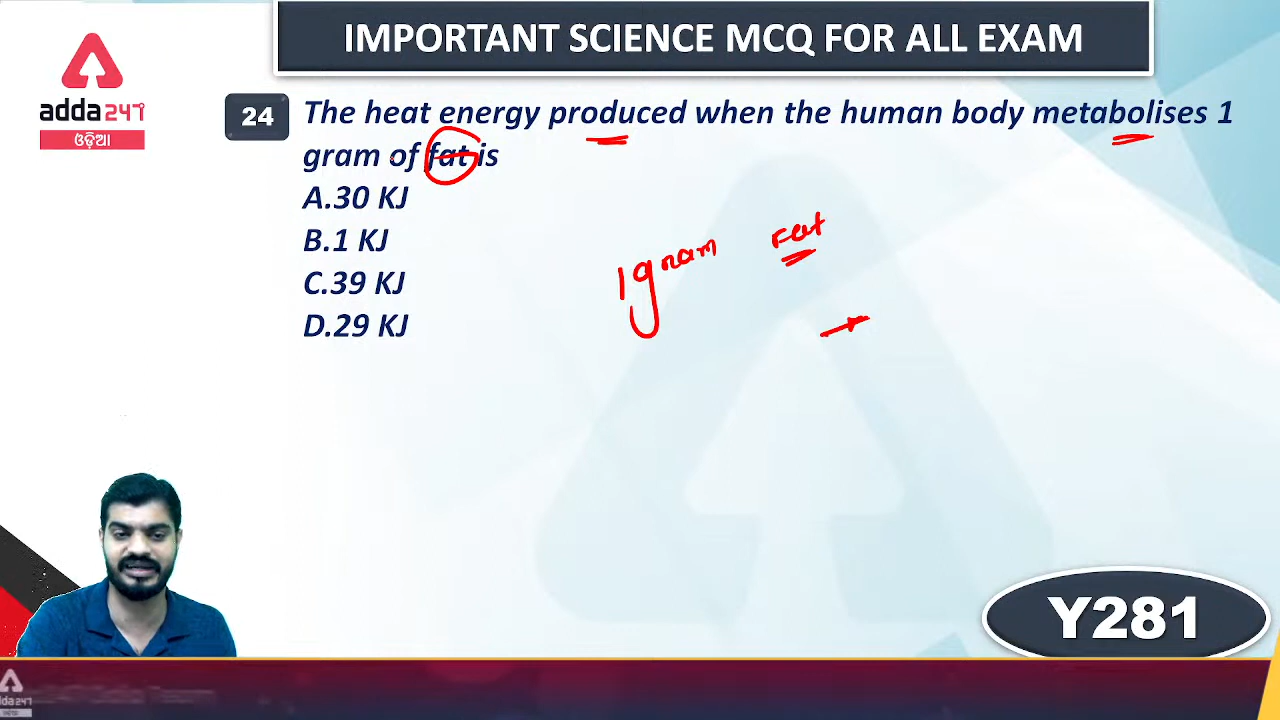 IMPORTANT SCIENCE MCQ FOR ALL EXAM
adda247
ଓଡ଼ିଆ
24
The heat energy produced when the human body metabolises 1
gram of fat is
A.30 KJ
B.1 KJ
C.39 KJ
D.29 KJ
1gram Fat
Y281